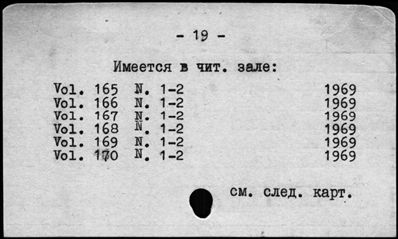 - 19 -
Имеется в чит. зале:
Vol. 165 N. 1-2 1969
Vol. 166 N. 1-2 1969
Vol. 167 N. 1-2 1969
Vol. 168 N. 1-2 1969
Vol. 169 N. 1-2 1969
Vol. 170 N. 1-2 1969
см. след. карт.